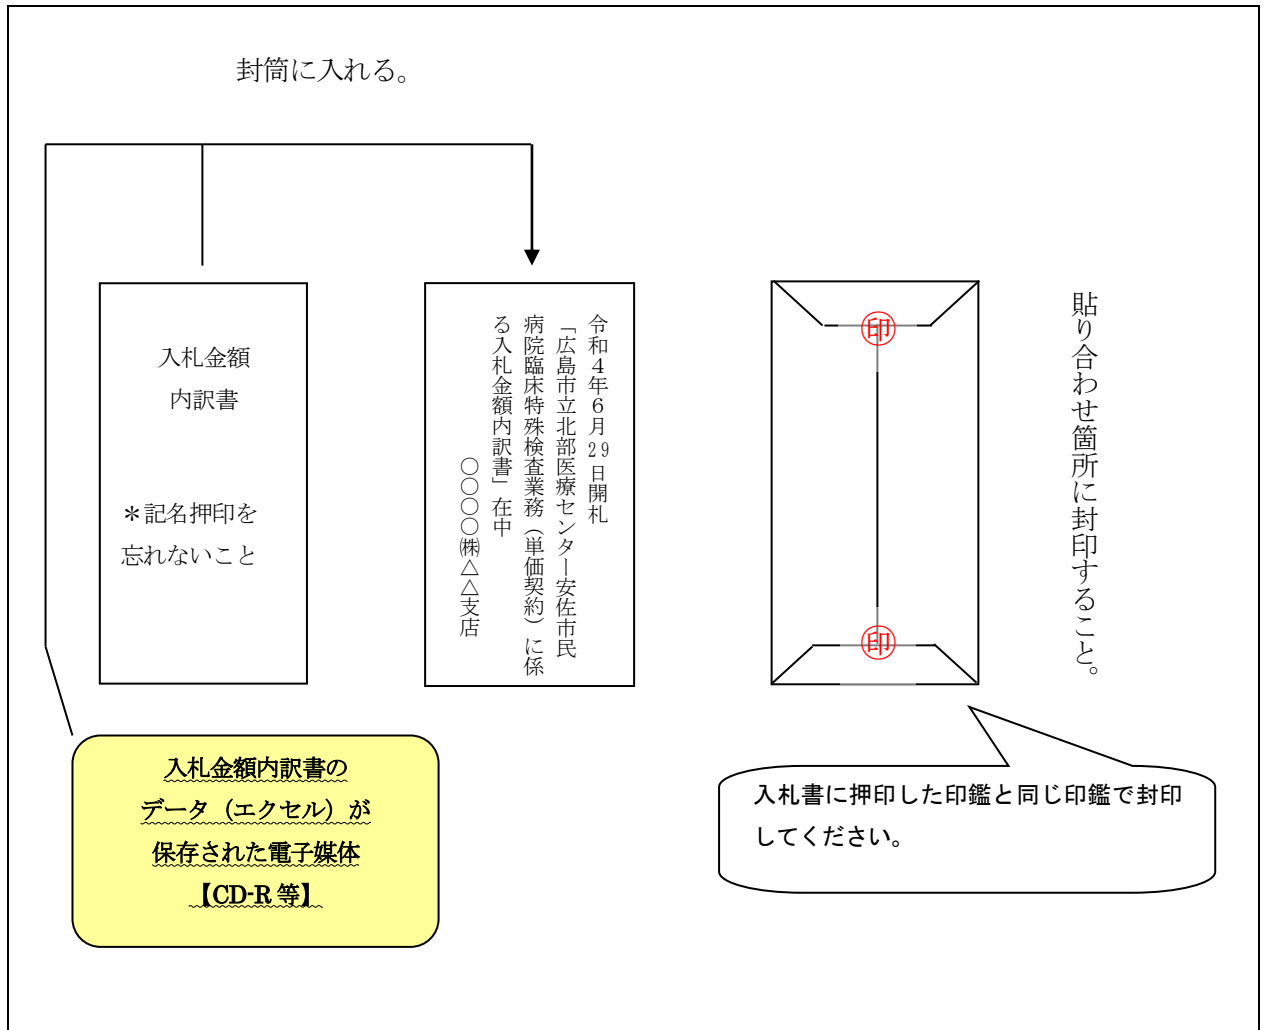 封筒に入れる。
入札金額
内訳書
＊記名押印を
忘れないこと
令和４年６月29日開札
「広島市立北部医療センター安佐市民
病院臨床特殊検査業務（単価契約）に係
る入札金額内訳書」在中
〇〇〇〇㈱△△支店
印
印
貼り合わせ箇所に封印すること。
入札金額内訳書の
データ（エクセル）が
保存された電子媒体
【CD-R 等】
入札書に押印した印鑑と同じ印鑑で封印
してください。